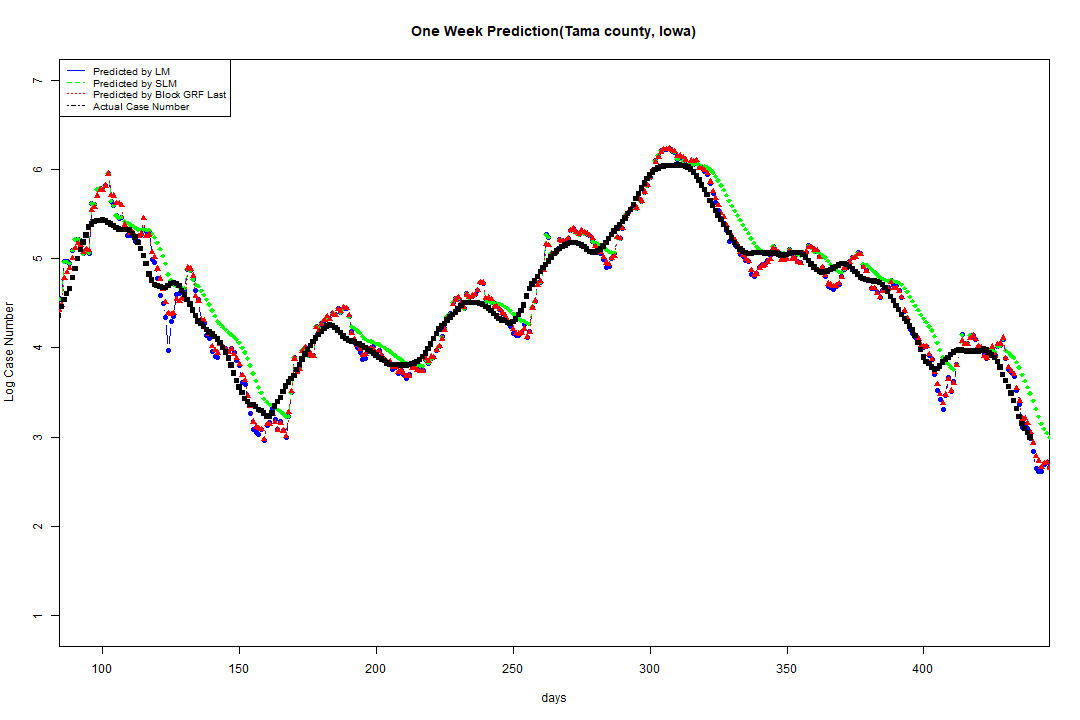 One Week Prediction(Tama county, Iowa)
Predicted by LM
Predicted by SLM
Predicted by Block GRF Last
Actual Case Number
7
6
5
4
3
2
1
Log Case Number
100 150 200 250 300 350 400
days